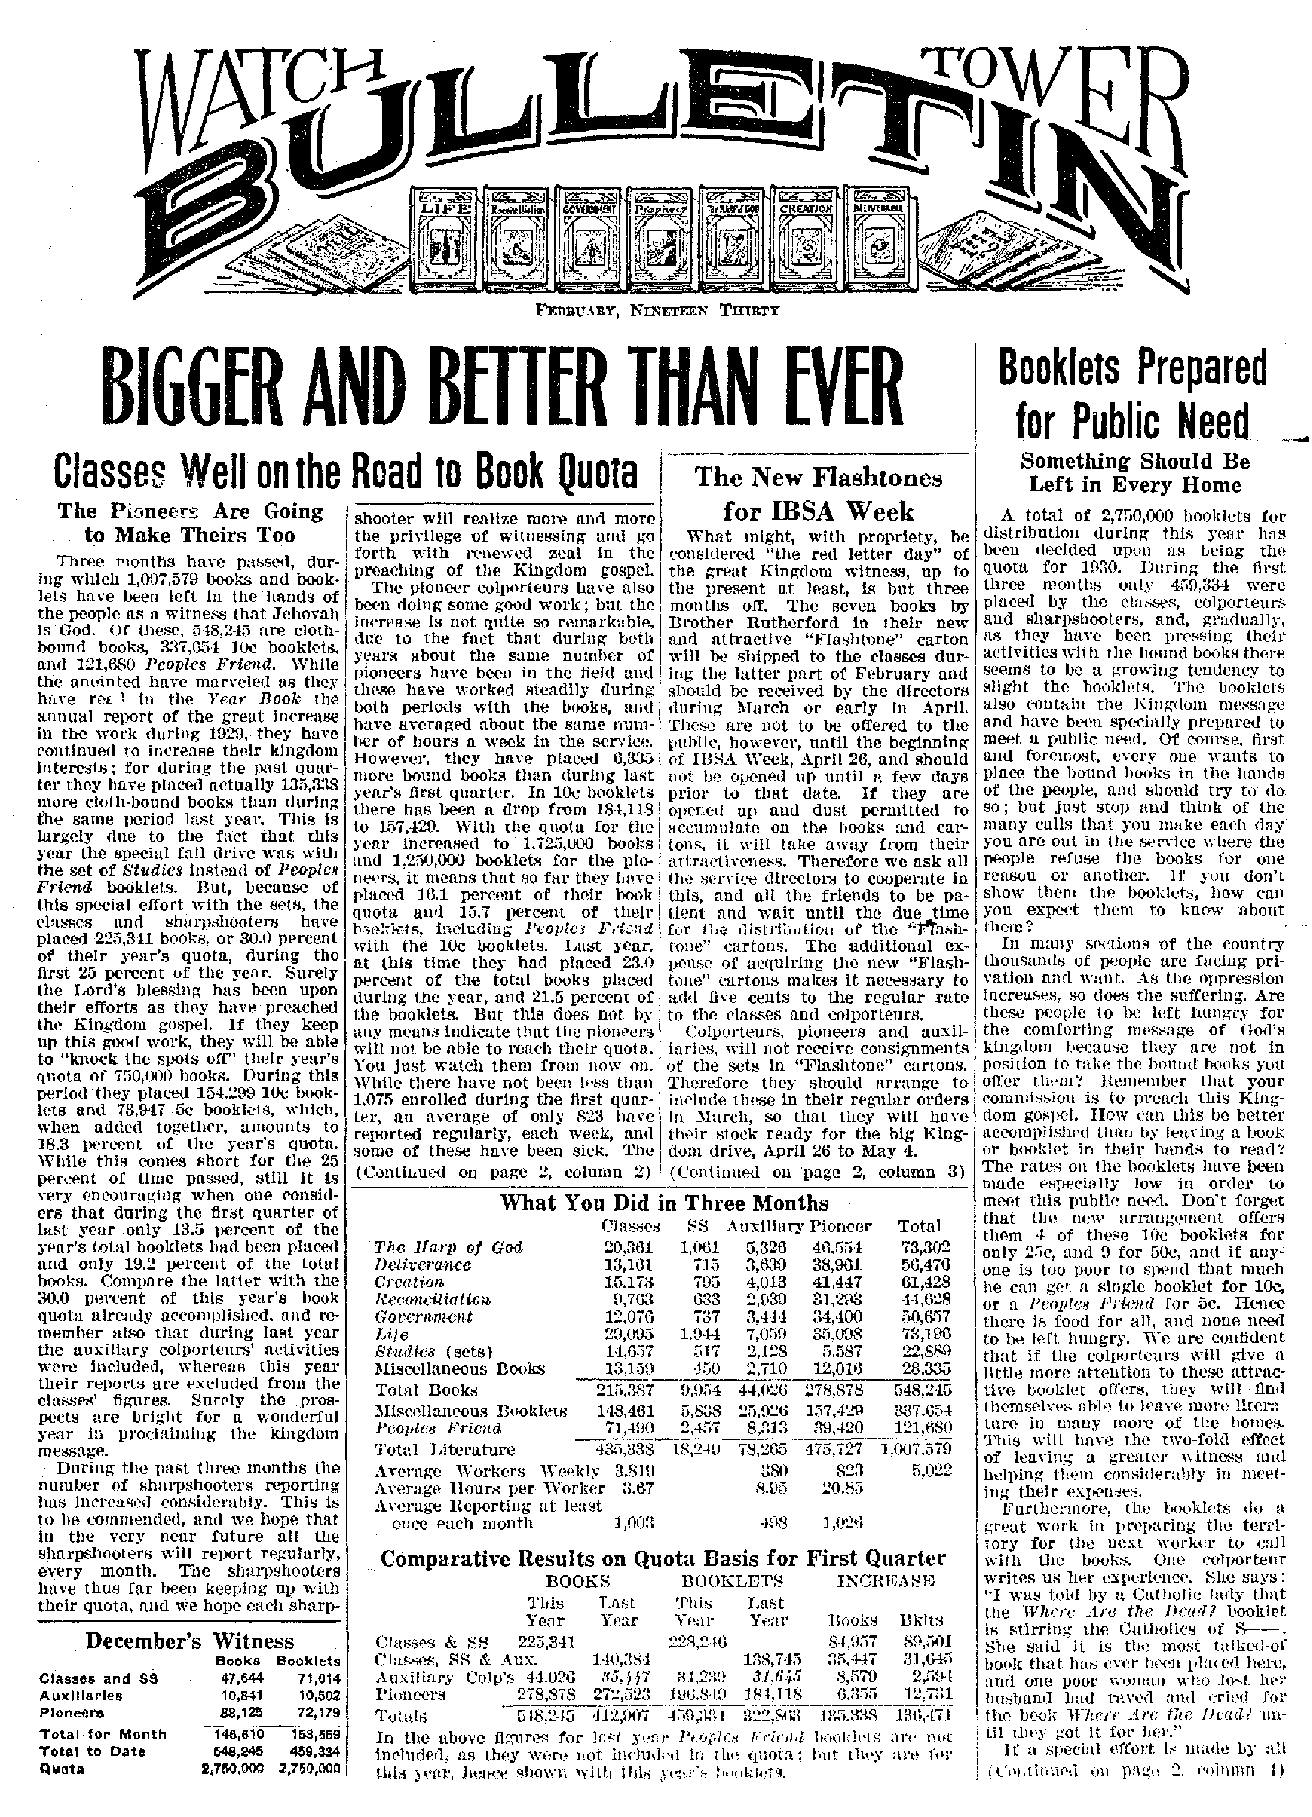 WATCH TOWER
BULLETIN
LIFE Reconciliation GOVERNMENT Prophecy CREATION DELIVERANCE
FEBRUARY, NINETEEN THIRTY
BIGGER AND BETTER THAN EVER
Classes Well on the Road to Book Quota
The Pioneers Are Going
to Make Theirs Too
Three months have passed, dur-
ing which 1,007,579 books and book-
lets have been left in the hands of
the people as a witness that Jehovah
is God. Of these, 548,245 are cloth-
bound books, 337,654 10c booklets,
and 121,680 Peoples Friend. While
the anointed have marveled as they
have read in the Year Book the
annual report of the great increase
in the work during 1929, they have
continued to increase their kingdom
interests; for during the past quar-
ter they have placed actually 135,338
more cloth-bound books than during
the same period last year. This is
largely due to the fact that this
year the special fall drive was with
the set of Studies instead of Peoples
Friend booklets. But, because of
this special effort with the sets, the
classes and sharpshooters have
placed 225,341 books, or 30.0 percent
of their year's quota, during the
first 25 percent of the year. Surely
the Lord's blessing has been upon
their efforts as they have preached
the Kingdom gospel. If they keep
up this good work, they will be able
to "knock the spots off" their year's
quota of 750,000 books. During this
period they placed 154,299 10c book-
lets and 73,947 5c booklets, which,
when added together, amounts to
18.3 percent of the year's quota.
While this comes short for the 25
percent of time passed, still it is
very encouraging when one consid-
ers that during the first quarter of
last year only 13.5 percent of the
year's total booklets had been placed
and only 19.2 percent of the total
books. Compare the latter with the
30.0 percent of this year's book
quota already accomplished, and re-
member also that during last year
the auxiliary colporteurs' activities
were included, whereas this year
their reports are excluded from the
classes' figures. Surely the pros-
pects are bright for a wonderful
year in proclaiming the kingdom
message.
During the past three months the
number of sharpshooters reporting
has increased considerably. This is
to be commended, and we hope that
in the very near future all the
sharpshooters will report regularly,
every month. The sharpshooters
have thus far been keeping up with
their quota, and we hope each sharp-
December's Witness
Books Booklets
Classes and SS 47,644 71,014
Auxiliaries 10,841 10,502
Pioneers 88,125 72,179
Total for Month 146,610 153,559
Total to Date 548,245 459,334
Quota 2,750,000 2,750,000
shooter will realize more and more
the privilege of witnessing and go
forth with renewed zeal in the
preaching of the Kingdom gospel.
The pioneer colporteurs have also
been doing some good work; but the
increase is not quite so remarkable,
due to the fact that during both
years about the same number of
pioneers have been in the field and
these have worked steadily during
both periods with the books, and
have averaged about the same num-
ber of hours a week in the service.
However, they have placed 6,355
more bound books than during last
year's first quarter. In 10c booklets
there has been a drop from 184,118
to 157,429. With the quota for the
year increased to 1,725,000 books
and 1,250,000 booklets for the pio-
neers, it means that so far they have
placed 16.1 percent of their book
quota and 15.7 percent of their
booklets, including Peoples Friend
with the 10c booklets. Last year,
at this time they had placed 23.0
percent of the total books placed
during the year, and 21.5 percent of
the booklets. But this does not by
any means indicate that the pioneers
will not be able to reach their quota.
You just watch them from now on.
While there have not been less than
1,075 enrolled during the first quar-
ter, an average of only 823 have
reported regularly, each week, and
some of these have been sick. The
(Continued on page 2, column 2)
The New Flashtones
for IBSA Week
What might, with propriety, be
considered "the red letter day" of
the great Kingdom witness, up to
the present at least, is but three
months off. The seven books by
Brother Rutherford in their new
and attractive "Flashtone" carton
will be shipped to the classes dur-
ing the latter part of February and
should be received by the directors
during March or early in April.
These are not to be offered to the
public, however, until the beginning
of IBSA Week, April 26, and should
not be opened up until a few days
prior to that date. If they are
opened up and dust permitted to
accumulate on the books and car-
tons, it will take away from their
attractiveness. Therefore we ask all
the service directors to cooperate in
this, and all the friends to be pa-
tient and wait until the due time
for the distribution of the "Flash-
tone" cartons. The additional ex-
pense of acquiring the new "Flash-
tone" cartons makes it necessary to
add five cents to the regular rate
to the classes and colporteurs.
Colporteurs, pioneers and auxil-
iaries, will not receive consignments
of the sets in "Flashtone" cartons.
Therefore they should arrange to
include these in their regular orders
in March, so that they will have
their stock ready for the big King-
dom drive, April 26 to May 4.
(Continued on page 2, column 3)
What You Did in Three Months
Classes SS Auxiliary Pioneer Total
The Harp of God 20,361 1,061 5,326 46,554 73,302
Deliverance 13,161 715 3,639 38,961 56,476
Creation 15,173 795 4,013 41,447 61,428
Reconciliation 9,763 633 2,939 31,293 44,628
Government 12,076 737 3,444 34,400 50,657
Life 29,095 1,944 7,059 35,098 73,196
Studies (sets) 14,657 517 2,128 5,587 22,889
Miscellaneous Books 13,159 450 2,710 12,016 28,335
Total Books 215,387 9,954 44,026 278,878 548,245
Miscellaneous Booklets 148,461 5,838 25,926 157,429 337,654
Peoples Friend 71,490 2,457 8,313 39,420 121,680
Total Literature 435,338 18,249 78,265 475,727 1,007,579
Average Workers Weekly 3,819 380 823 5,022
Average Hours per Worker 3.67 8.95 20.85
Average Reporting at least
once each month 1,003 498 1,026
Comparative Results on Quota Basis for First Quarter
BOOKS BOOKLETS INCREASE
This Last This Last
Year Year Year Year Books Bklts
Classes & SS 225,341 228,246 84,957 89,501
Classes, SS & Aux. 140,384 138,745 35,447 31,645
Auxiliary Colp's 44,026 35,447 34,239 31,645 8,579 2,594
Pioneers 278,878 272,523 196,849 184,118 6,355 12,731
Totals 548,245 412,907 459,334 322,863 135,338 136,471
In the above figures for last year Peoples Friend booklets are not
included, as they were not included in the quota; but they are for
this year, hence shown with this year's booklets.
Booklets Prepared
for Public Need
Something Should Be
Left in Every Home
A total of 2,750,000 booklets for
distribution during this year has
been decided upon as being the
quota for 1930. During the first
three months only 459,334 were
placed by the classes, colporteurs
and sharpshooters, and, gradually,
as they have been pressing their
activities with the bound books there
seems to be a growing tendency to
slight the booklets. The booklets
also contain the Kingdom message
and have been specially prepared to
meet a public need. Of course, first
and foremost, every one wants to
place the bound books in the hands
of the people, and should try to do
so; but just stop and think of the
many calls that you make each day
you are out in the service where the
people refuse the books for one
reason or another. If you don't
show them the booklets, how can
you expect them to know about
them?
In many sections of the country
thousands of people are facing pri-
vation and want. As the oppression
increases, so does the suffering. Are
these people to be left hungry for
the comforting message of God's
kingdom because they are not in
position to take the bound books you
offer them? Remember that your
commission is to preach this King-
dom gospel. How can this be better
accomplished than by leaving a book
or booklet in their hands to read?
The rates on the booklets have been
made especially low in order to
meet this public need. Don't forget
that the new arrangement offers
them 4 of these 10c booklets for
only 25c, and 9 for 50c, and if any-
one is too poor to spend that much
he can get a single booklet for 10c,
or a Peoples Friend for 5c. Hence
there is food for all, and none need
to be left hungry. We are confident
that if the colporteurs will give a
little more attention to these attrac-
tive booklet offers, they will find
themselves able to leave more litera-
ture in many more of the homes.
This will have the two-fold effect
of leaving a greater witness and
helping them considerably in meet-
ing their expenses.
Furthermore, the booklets do a
great work in preparing the terri-
tory for the next worker to call
with the books. One colporteur
writes us her experience. She says:
"I was told by a Catholic lady that
the Where Are the Dead? booklet
is stirring the Catholics of S——.
She said it is the most talked-of
book that has ever been placed here,
and one poor woman who lost her
husband had raved and cried for
the book Where Are the Dead? un-
til they got it for her."
If a special effort is made by all
(Continued on page 2, column 1)